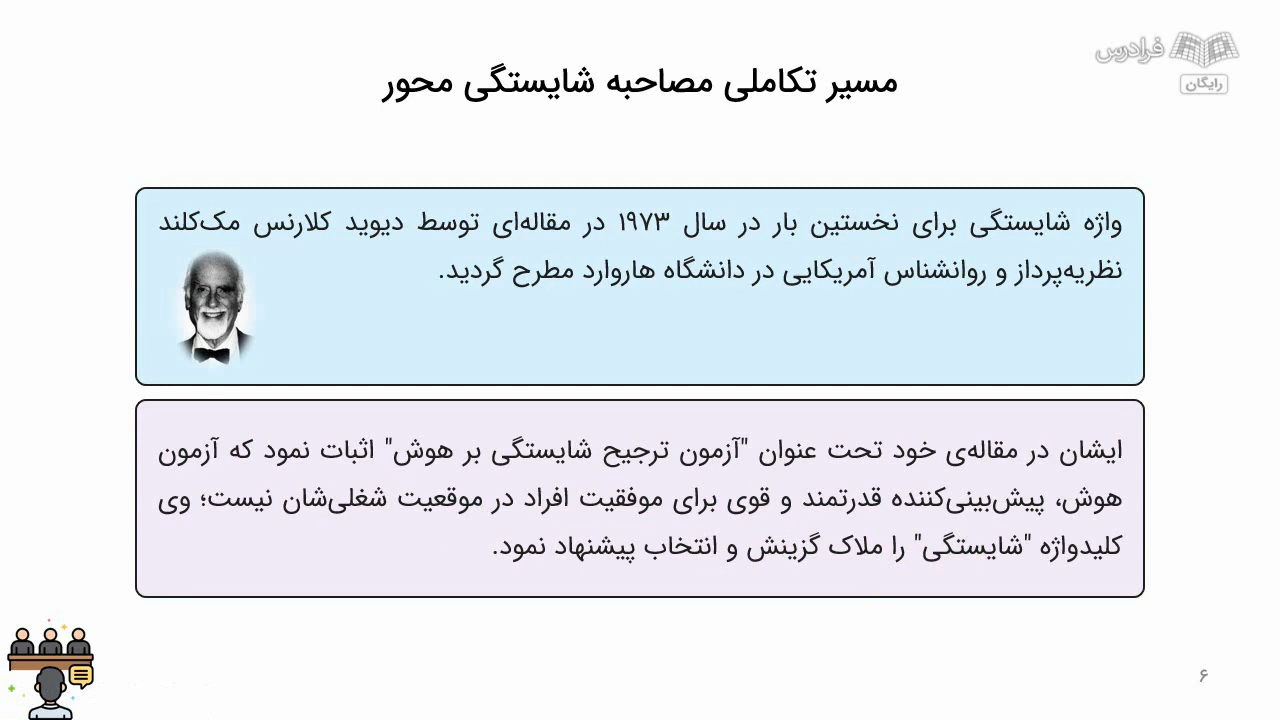 فرادرس
رایگان
مسیر تکاملی مصاحبه شایستگی محور
واژه شایستگی برای نخستین بار در سال ۱۹۷۳ در مقاله‌ای توسط دیوید کلارنس مک‌کلند
نظریه‌پرداز و روانشناس آمریکایی در دانشگاه هاروارد مطرح گردید.
ایشان در مقاله‌ی خود تحت عنوان "آزمون ترجیح شایستگی بر هوش" اثبات نمود که آزمون
هوش، پیش‌بینی‌کننده قدرتمند و قوی برای موفقیت افراد در موقعیت شغلی‌شان نیست؛ وی
کلیدواژه "شایستگی" را ملاک گزینش و انتخاب پیشنهاد نمود.
۶